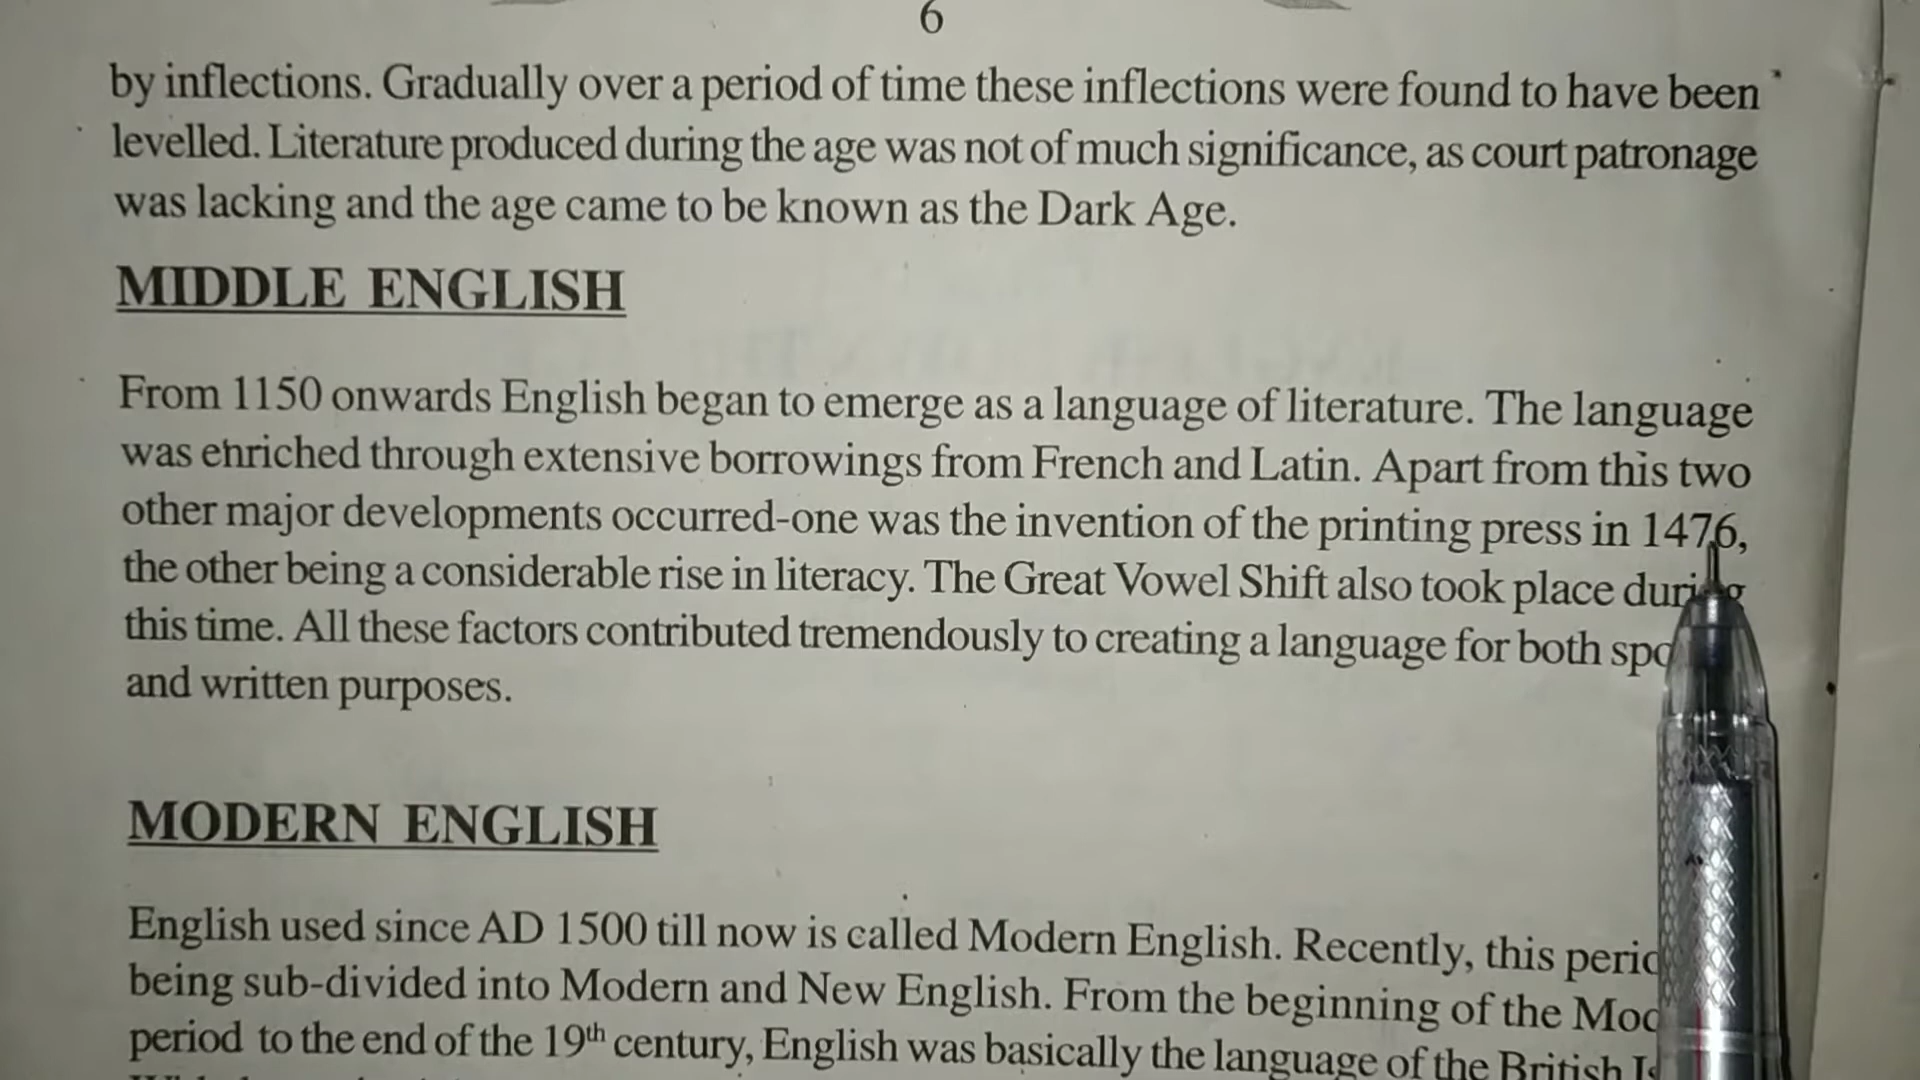 6
by inflections. Gradually over a period of time these inflections were found to have been
levelled. Literature produced during the age was not of much significance, as court patronage
was lacking and the age came to be known as the Dark Age.
MIDDLE ENGLISH
From 1150 onwards English began to emerge as a language of literature. The language
was enriched through extensive borrowings from French and Latin. Apart from this two
other major developments occurred-one was the invention of the printing press in 1476,
the other being a considerable rise in literacy. The Great Vowel Shift also took place during
this time. All these factors contributed tremendously to creating a language for both
and written purposes.
MODERN ENGLISH
English used since AD 1500 till now is called Modern English. Recently, this
being sub-divided into Modern and New English. From the beginning of the
period to the end of the 19th century, English was basically the language of the British